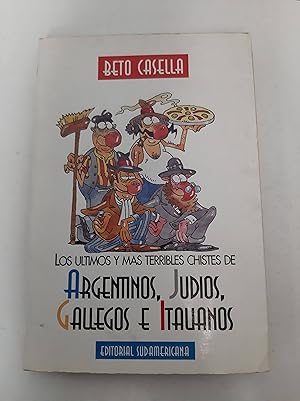 BETO CASELLA
LOS ULTIMOS Y MAS TERRIBLES CHISTES DE
ARGENTINOS, JUDIOS,
GALLEGOS E ITALIANOS
EDITORIAL SUDAMERICANA